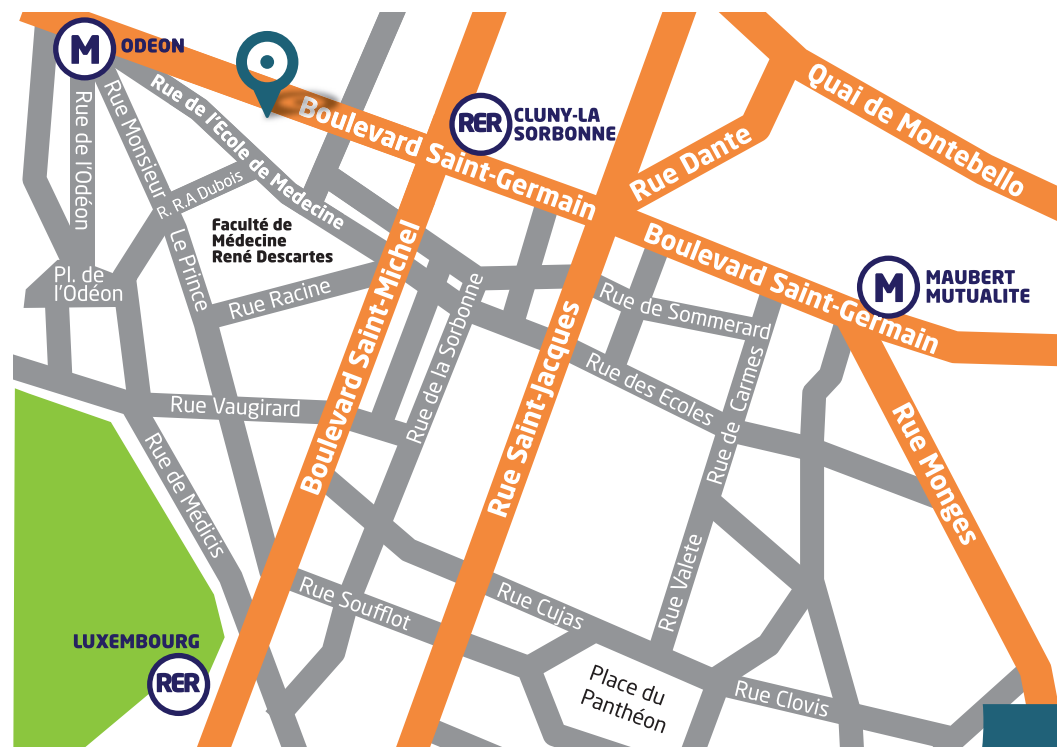 M
ODEON
Boulevard Saint-Germain
RER
CLUNY-LA
SORBONNE
Quai de Montebello
Rue Dante
Rue de l'Ecole de Medecine
Rue de l'Odéon
Rue Monsieur
Le Prince
R. R.A Dubois
Faculté de
Médecine
René Descartes
Pl. de
l'Odéon
Rue Racine
Boulevard Saint-Michel
Rue de la Sorbonne
Rue Saint-Jacques
Boulevard Saint-Germain
M
MAUBERT
MUTUALITE
Rue de Sommerard
Rue des Ecoles
Rue de Carmes
Rue Monges
Rue Vaugirard
Rue de Médicis
Rue Soufflot
Rue Cujas
Rue Valete
LUXEMBOURG
RER
Place du
Panthéon
Rue Clovis